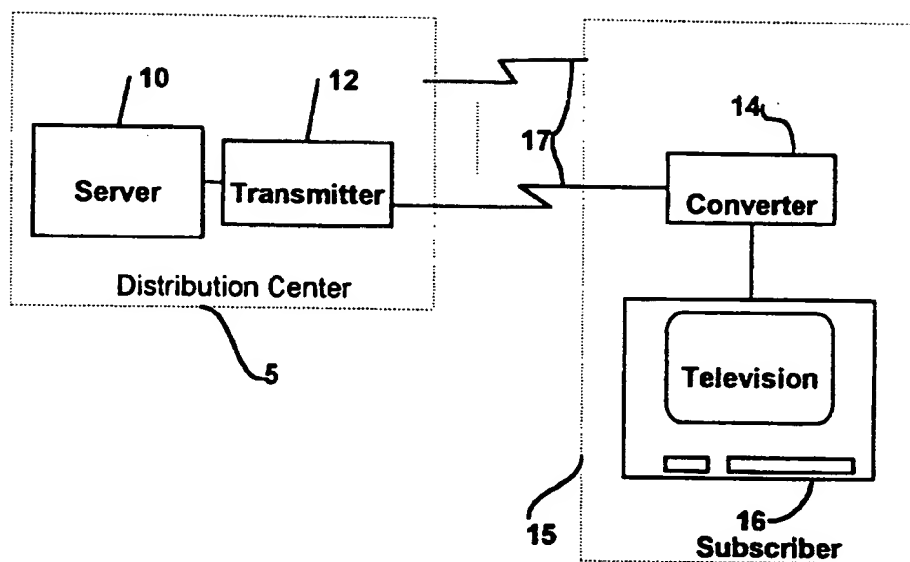 10
12
Server
Transmitter
Distribution Center
5
17
14
Converter
Television
15
16
Subscriber